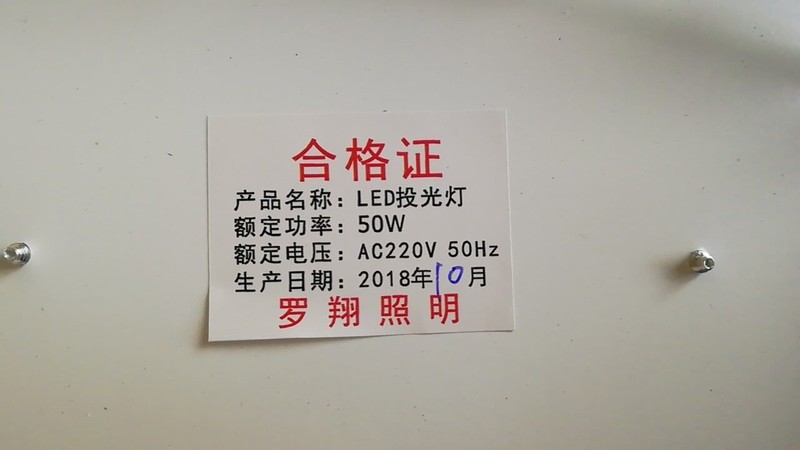 合格证
产品名称：LED投光灯
额定功率：50W
额定电压：AC220V 50Hz
生产日期：2018年10月
罗翔照明